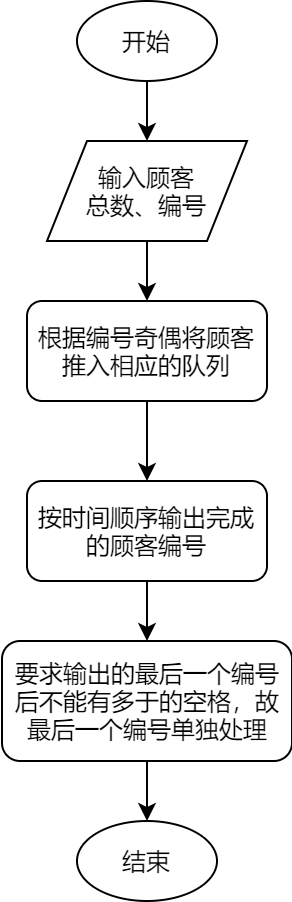 开始
输入顾客
总数、编号
根据编号奇偶将顾客
推入相应的队列
按时间顺序输出完成
的顾客编号
要求输出的最后一个编号
后不能有多于的空格，故
最后一个编号单独处理
结束